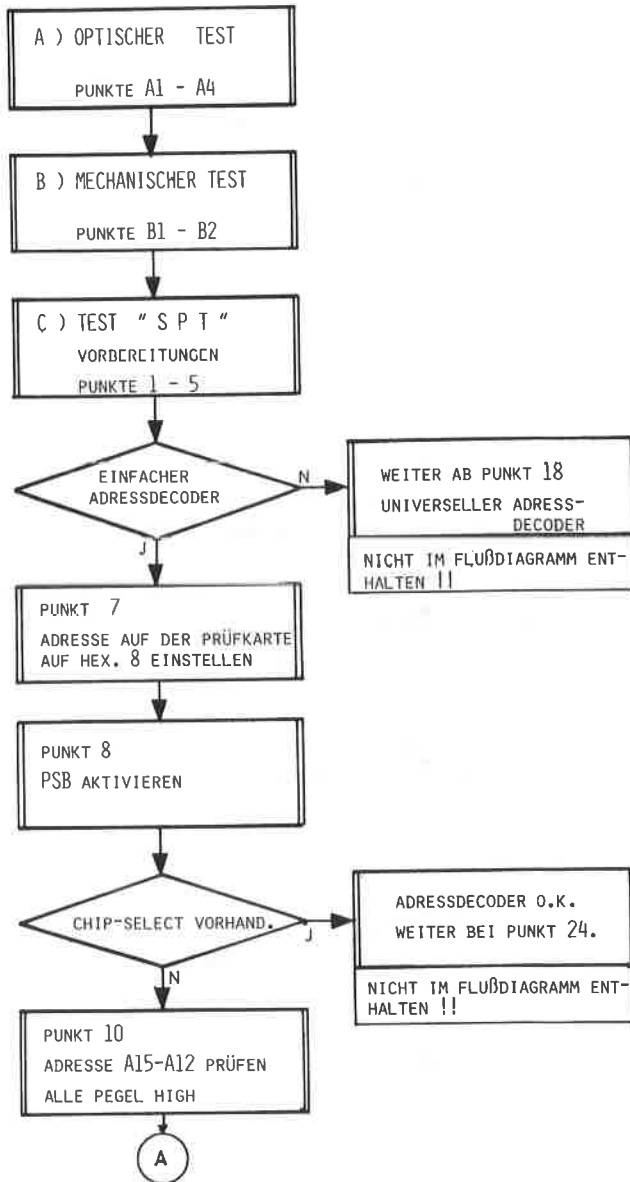 A ) OPTISCHER TEST
PUNKTE A1 - A4
B ) MECHANISCHER TEST
PUNKTE B1 - B2
C ) TEST " S P T "
VORBEREITUNGEN
PUNKTE 1 - 5
EINFACHER
ADRESSDECODER
N
J
WEITER AB PUNKT 18
UNIVERSELLER ADRESS-
DECODER
NICHT IM FLUßDIAGRAMM ENT-
HALTEN !!
PUNKT 7
ADRESSE AUF DER PRÜFKARTE
AUF HEX. 8 EINSTELLEN
PUNKT 8
PSB AKTIVIEREN
CHIP-SELECT VORHAND.
J
N
ADRESSDECODER O.K.
WEITER BEI PUNKT 24.
NICHT IM FLUßDIAGRAMM ENT-
HALTEN !!
PUNKT 10
ADRESSE A15-A12 PRÜFEN
ALLE PEGEL HIGH
A